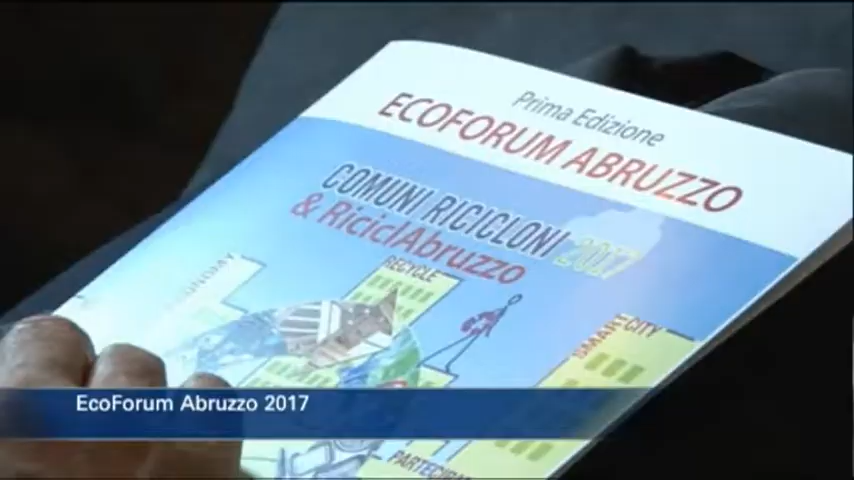 Prima Edizione
ECOFORUM ABRUZZO
COMUNI RICICLONI 2017
& RiciclAbruzzo
RECYCLE
SMART CITY
EcoForum Abruzzo 2017